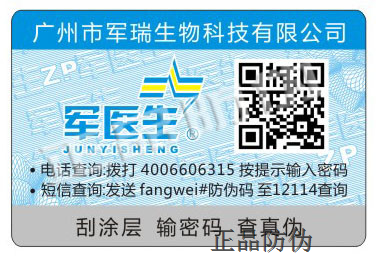 广州市军瑞生物科技有限公司
ZP
军医生®
JUNYISHENG
• 电话查询:拨打 4006606315 按提示输入密码
• 短信查询:发送 fangwei#防伪码 至12114查询
刮涂层 输密码 查真伪
正品防伪